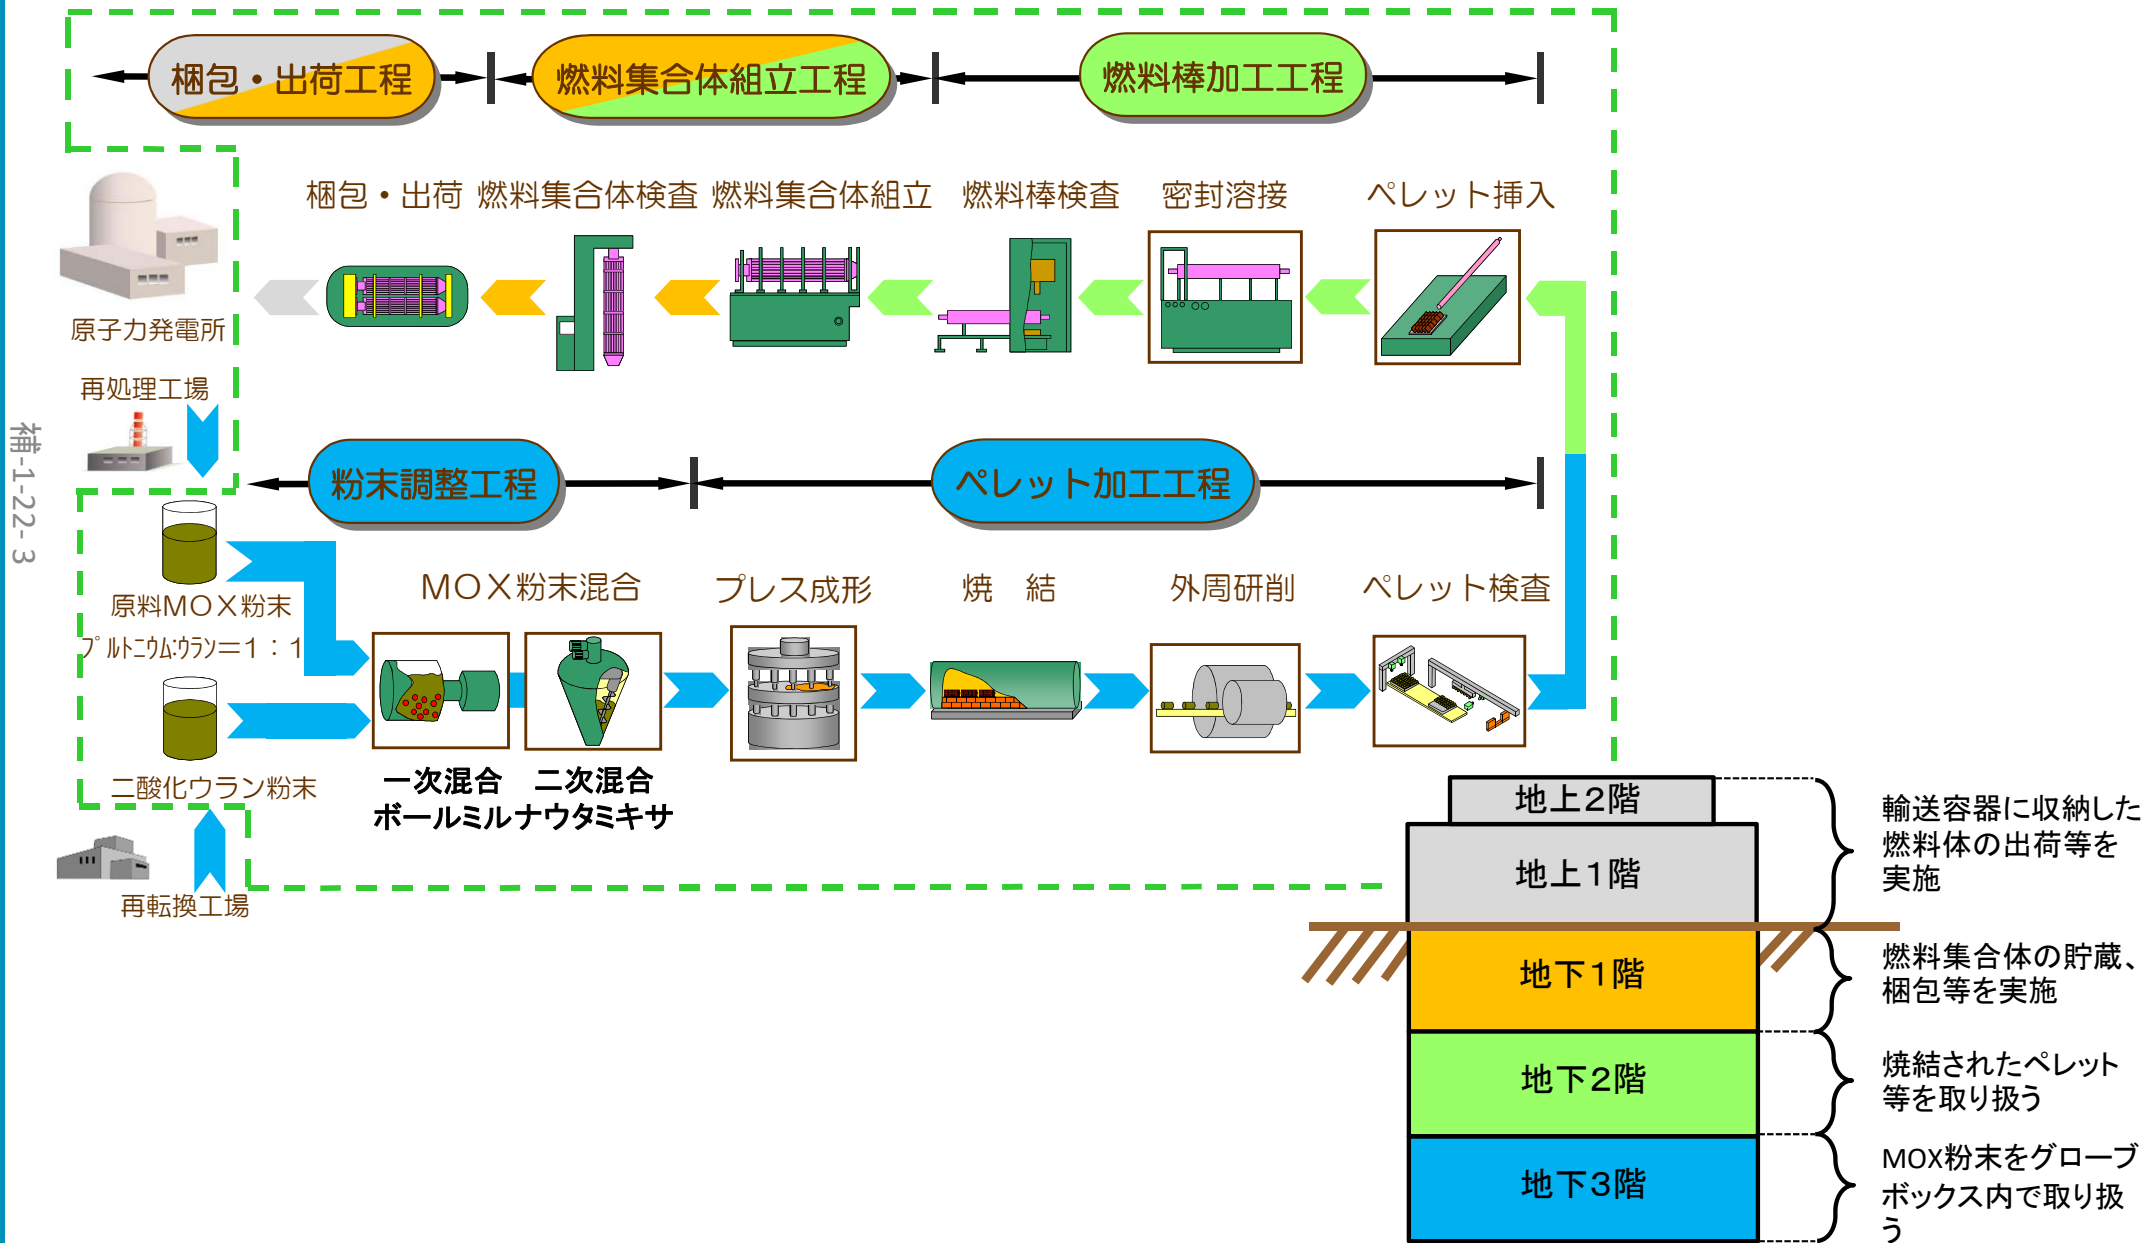 梱包・出荷工程
燃料集合体組立工程
燃料棒加工工程
梱包・出荷
燃料集合体検査
燃料集合体組立
燃料棒検査
密封溶接
ペレット挿入
原子力発電所
再処理工場
補-1-22- 3
粉末調整工程
ペレット加工工程
原料MOX粉末
ﾌﾟﾙﾄﾆｳﾑ:ｳﾗﾝ＝1：1
MOX粉末混合
プレス成形
焼　結
外周研削
ペレット検査
二酸化ウラン粉末
一次混合
ボールミル
二次混合
ナウタミキサ
再転換工場
地上2階
地上1階
地下1階
地下2階
地下3階
輸送容器に収納した
燃料体の出荷等を
実施
燃料集合体の貯蔵、
梱包等を実施
焼結されたペレット
等を取り扱う
MOX粉末をグローブ
ボックス内で取り扱
う